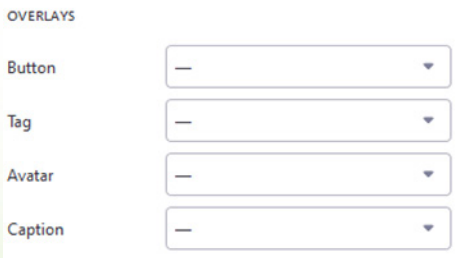 OVERLAYS
Button —
Tag —
Avatar —
Caption —